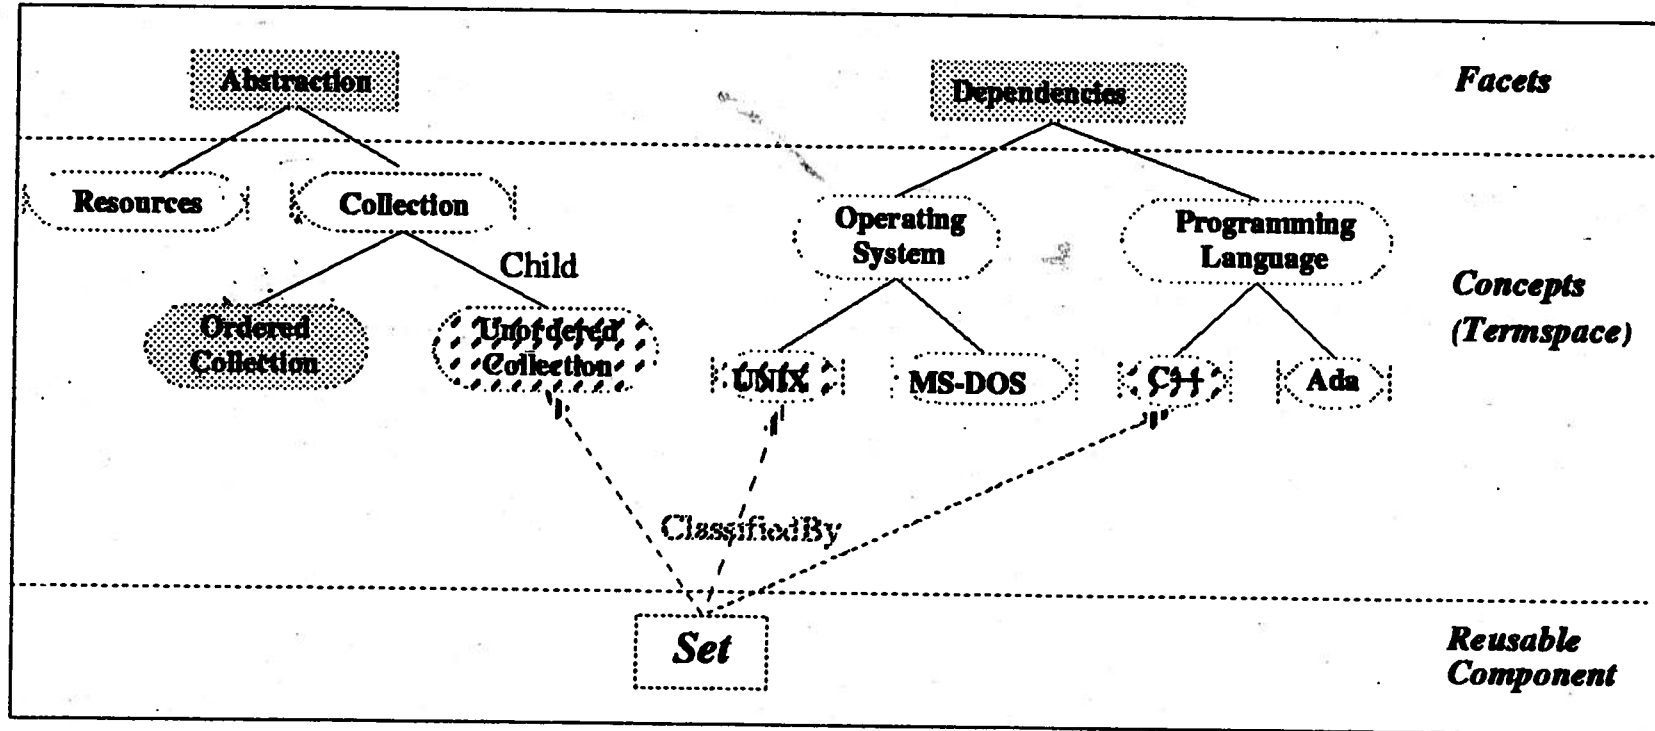 Abstraction
Dependencies
Facets
Resources
Collection
Operating
System
Programming
Language
Child
Concepts
(Termspace)
Ordered
Collection
Unordered
Collection
UNIX
MS-DOS
C++
Ada
ClassifiedBy
Set
Reusable
Component